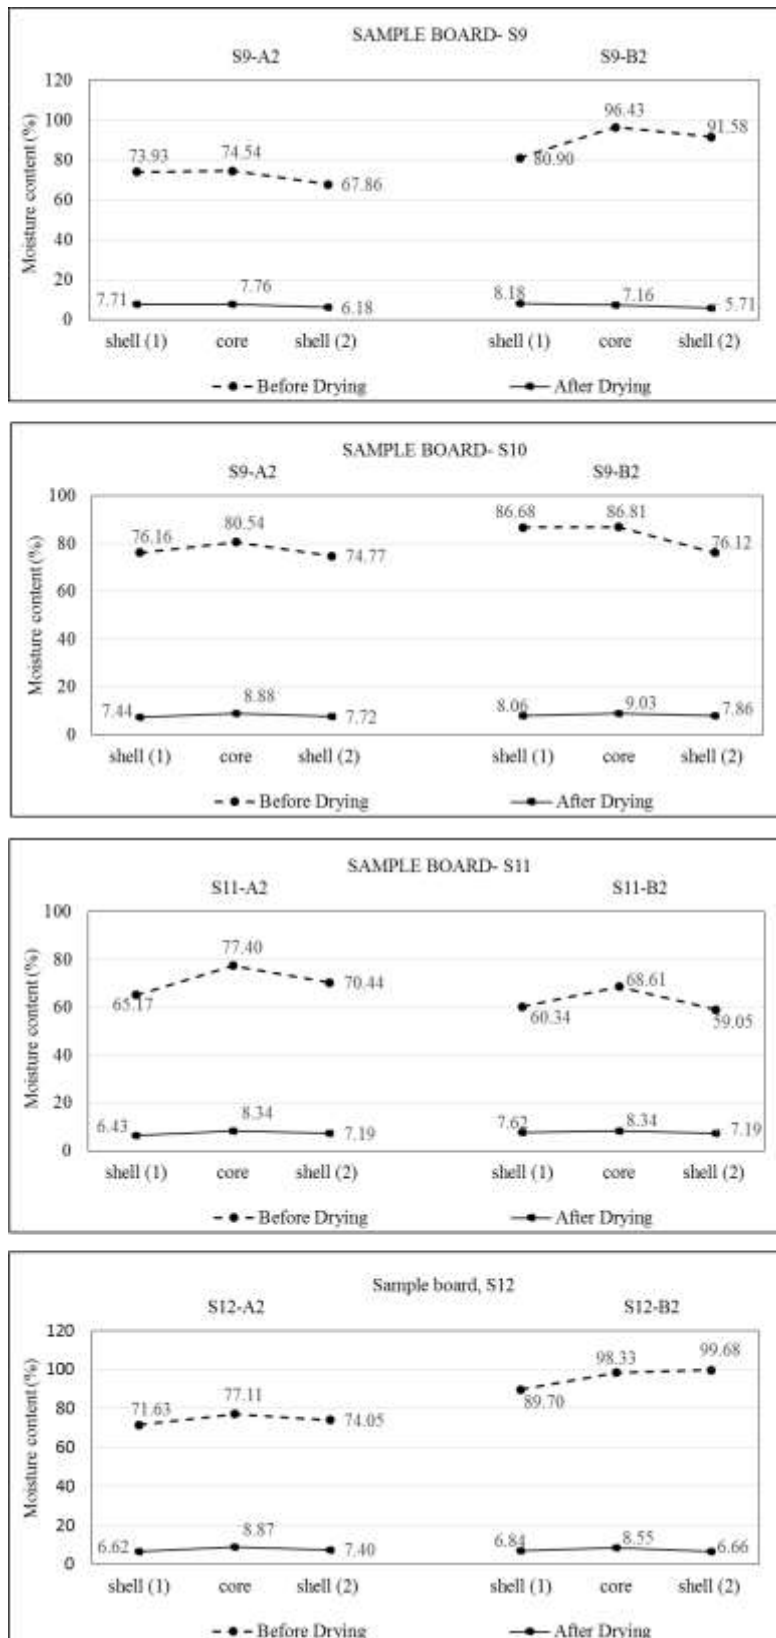 SAMPLE BOARD- S9
S9-A2 S9-B2
Moisture content (%)
120
100
80
60
40
20
0
73.93 74.54 67.86 80.90 96.43 91.58
7.71 7.76 6.18 8.18 7.16 5.71
shell (1) core shell (2) shell (1) core shell (2)
Before Drying After Drying
SAMPLE BOARD- S10
S9-A2 S9-B2
Moisture content (%)
100
80
60
40
20
0
76.16 80.54 74.77 86.68 86.81 76.12
7.44 8.88 7.72 8.06 9.03 7.86
shell (1) core shell (2) shell (1) core shell (2)
Before Drying After Drying
SAMPLE BOARD- S11
S11-A2 S11-B2
Moisture content (%)
100
80
60
40
20
0
65.17 77.40 70.44 60.34 68.61 59.05
6.43 8.34 7.19 7.62 8.34 7.19
shell (1) core shell (2) shell (1) core shell (2)
Before Drying After Drying
Sample board, S12
S12-A2 S12-B2
Moisture content (%)
120
100
80
60
40
20
0
71.63 77.11 74.05 89.70 98.33 99.68
6.62 8.87 7.40 6.84 8.55 6.66
shell (1) core shell (2) shell (1) core shell (2)
Before Drying After Drying